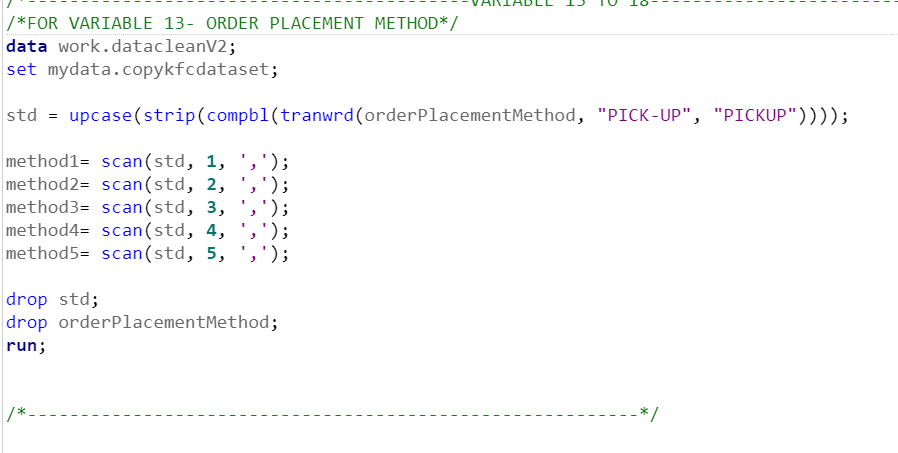 /*------------------------------------------VARIABLE 13 TO 18------------------------
/*FOR VARIABLE 13- ORDER PLACEMENT METHOD*/
data work.datacleanV2;
set mydata.copykfcdataset;
std = upcase(strip(compbl(tranwrd(orderPlacementMethod, "PICK-UP", "PICKUP"))));
method1= scan(std, 1, ',');
method2= scan(std, 2, ',');
method3= scan(std, 3, ',');
method4= scan(std, 4, ',');
method5= scan(std, 5, ',');
drop std;
drop orderPlacementMethod;
run;
/*----------------------------------------------------------*/